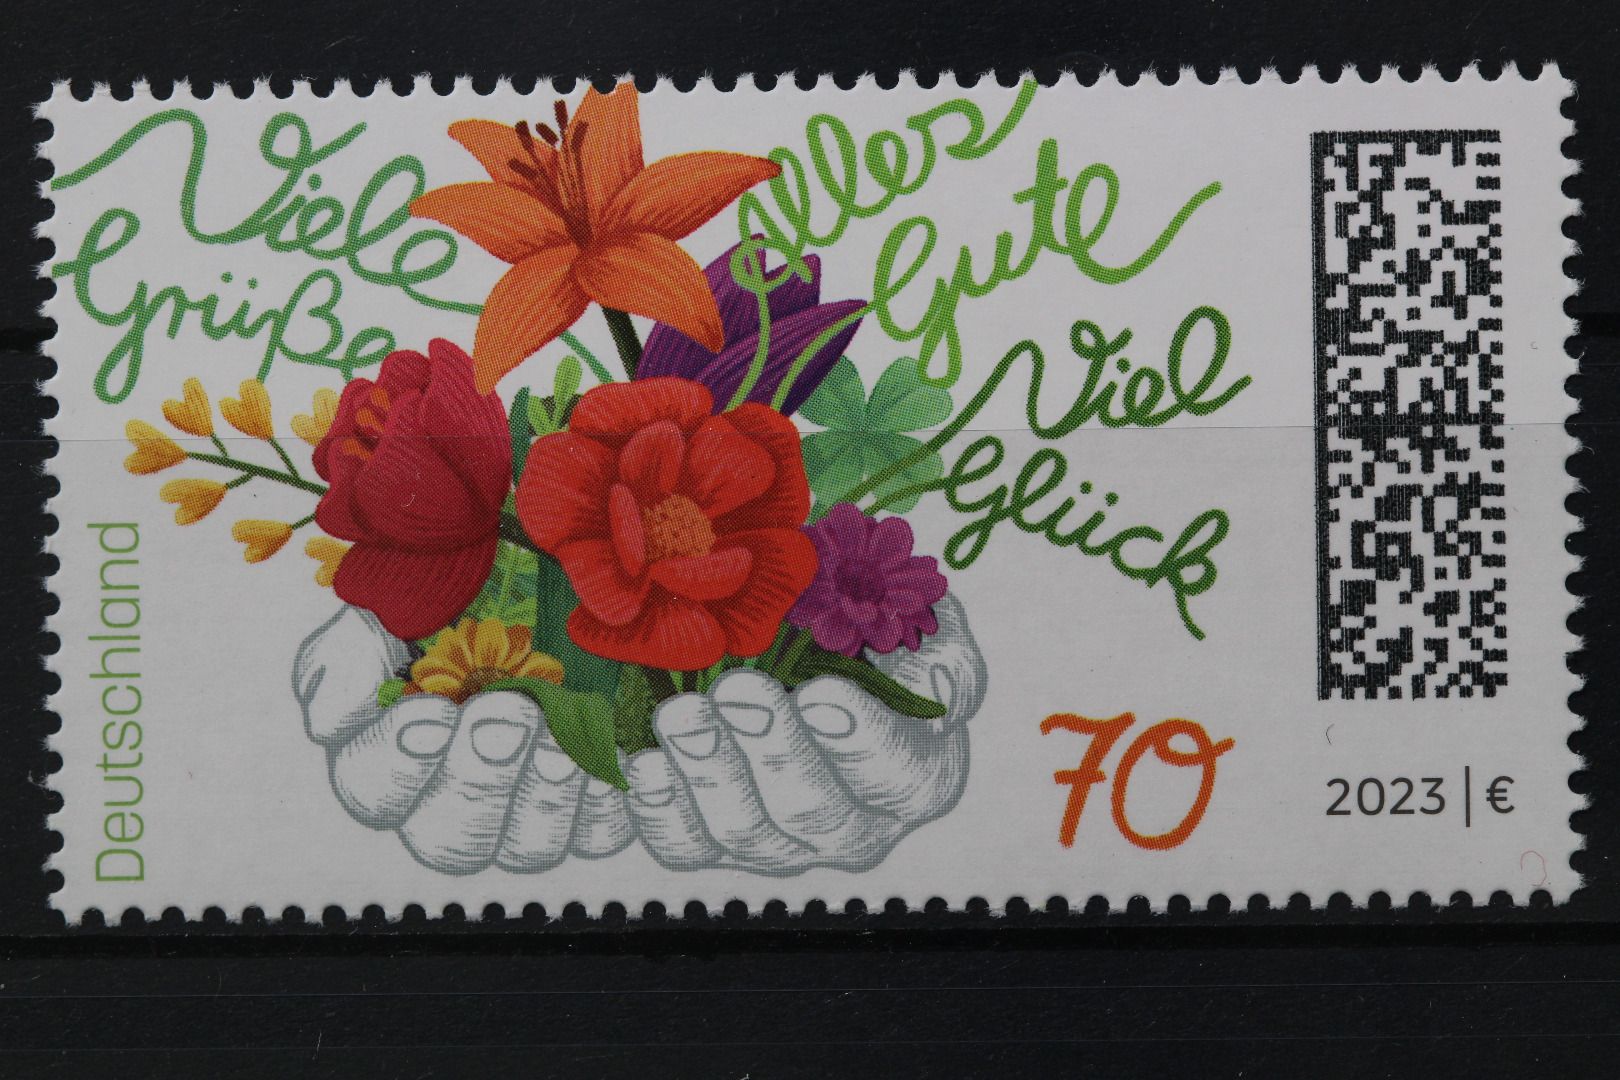 Viele
Grüße
Alles
Gute
Viel
Glück
Deutschland
70
2023 | €